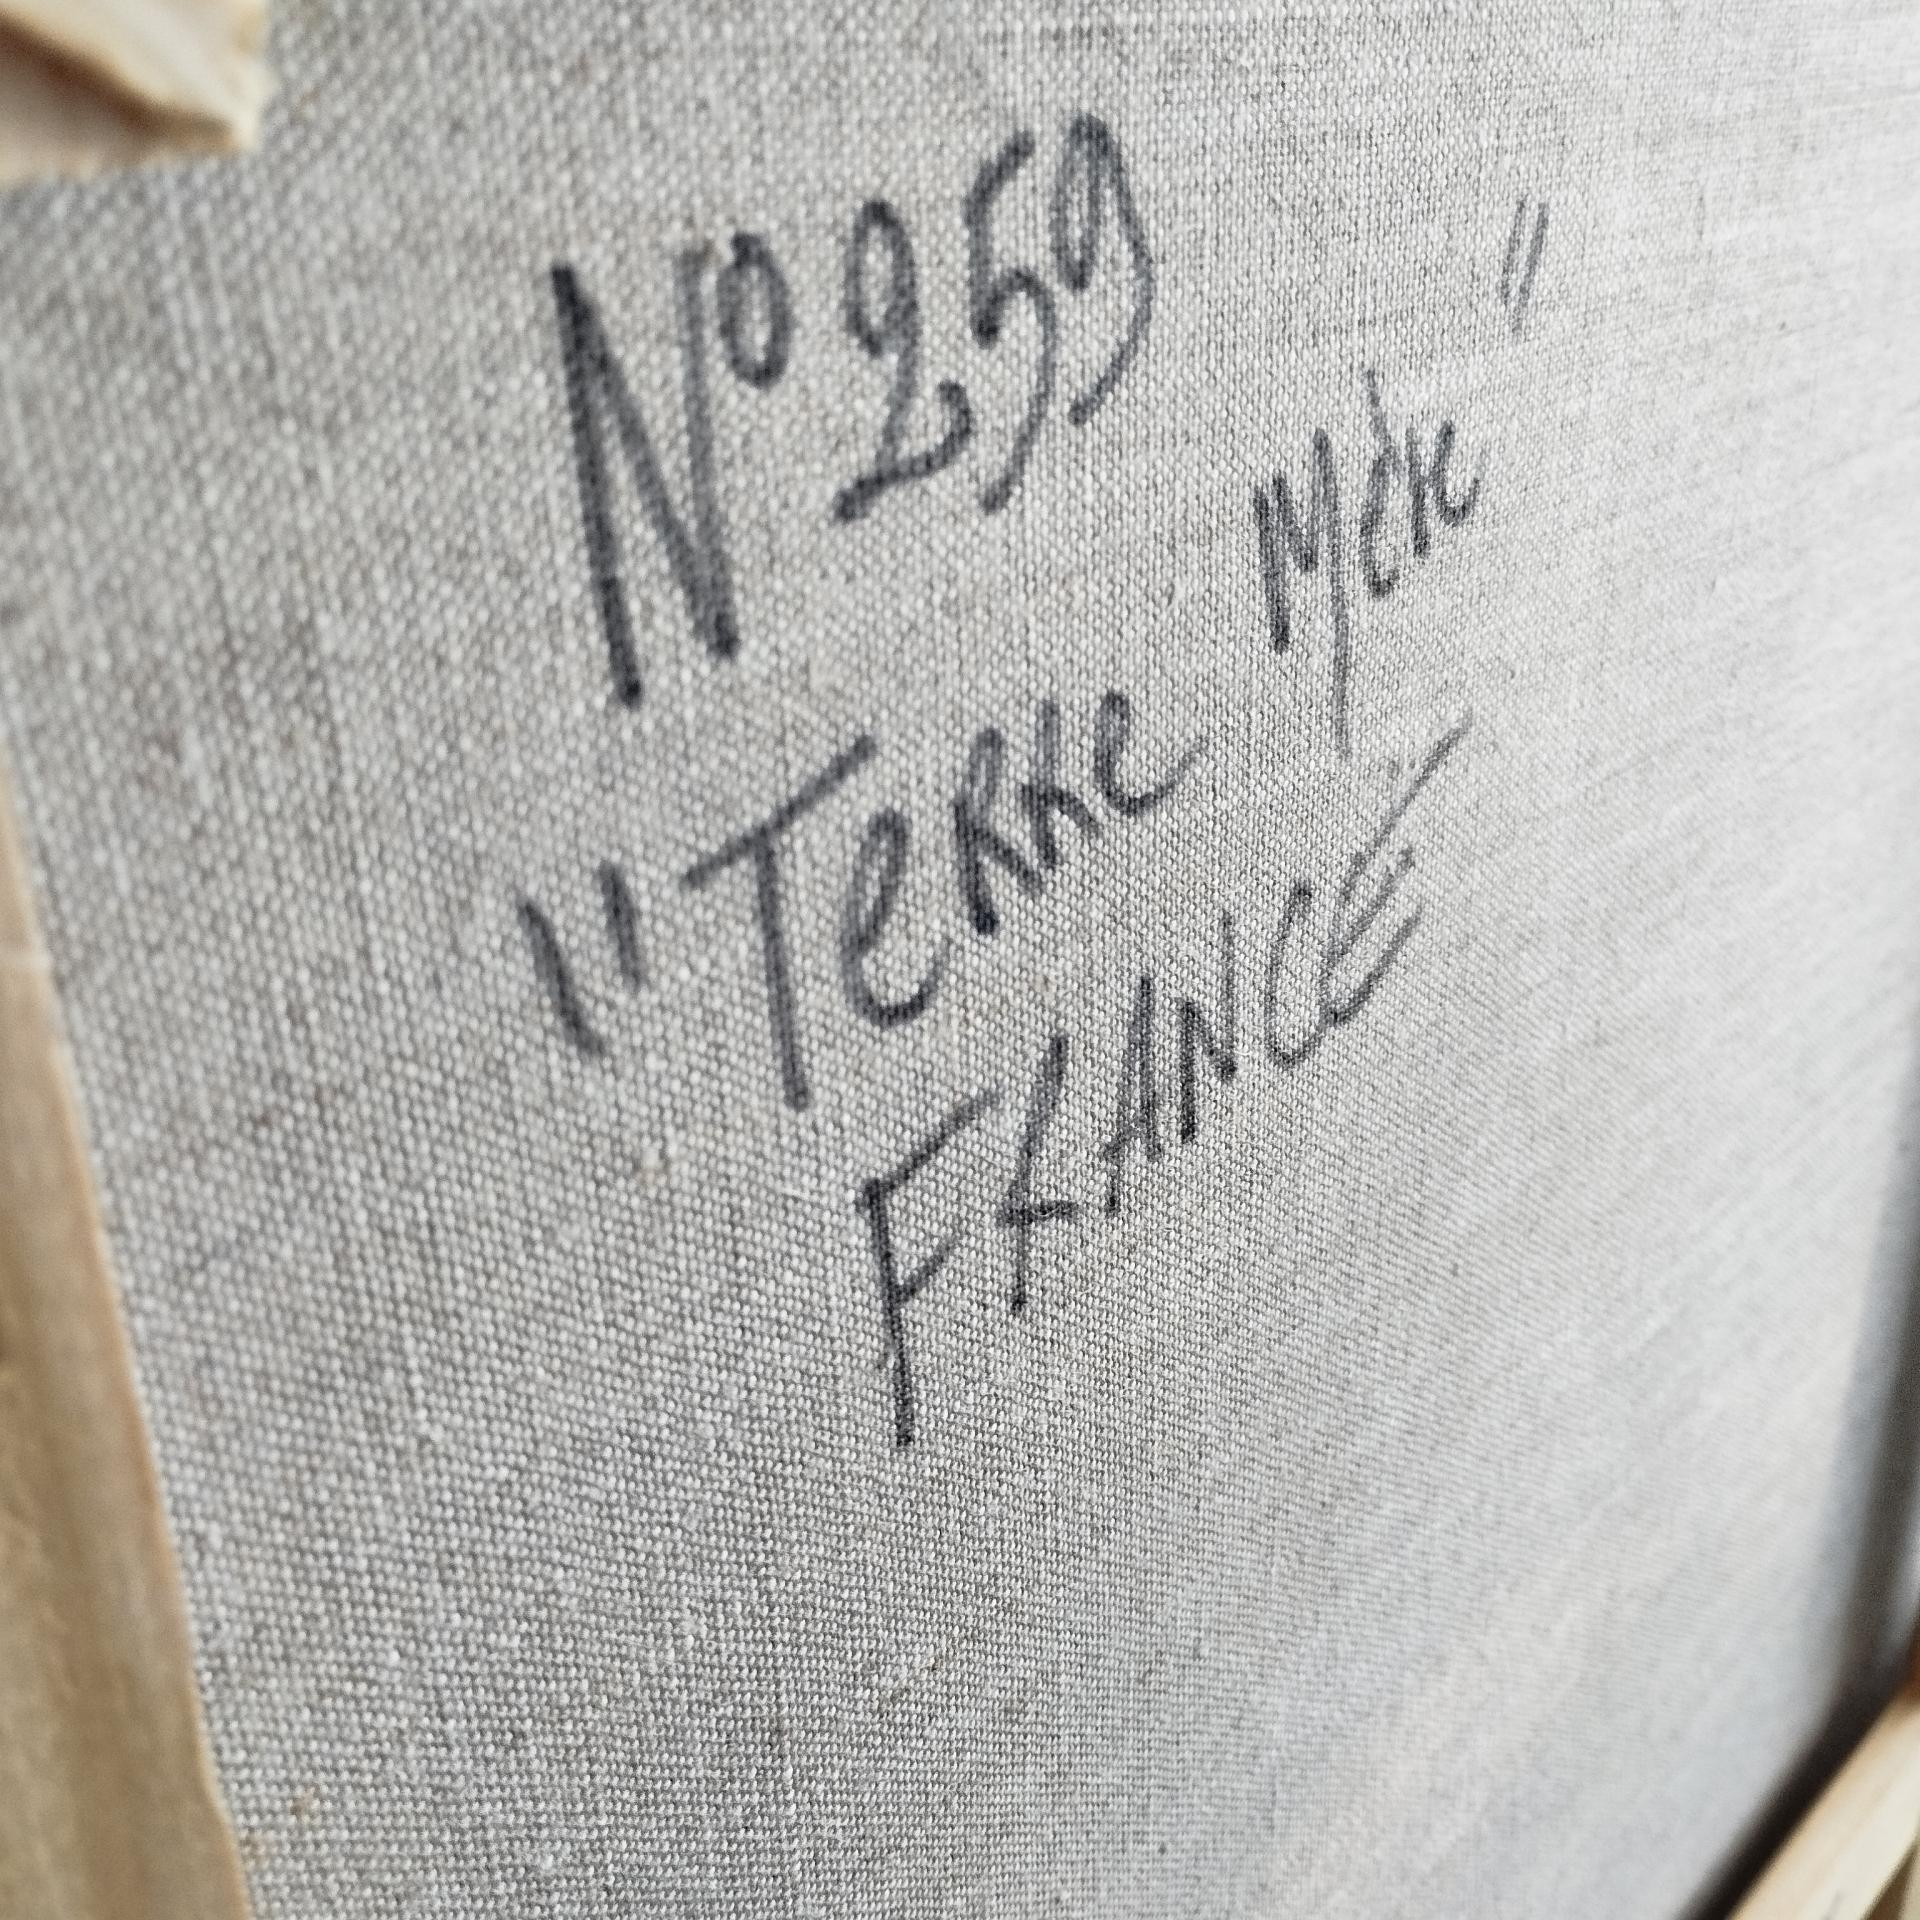 N° 259
"Terre Mère"
FRANCE